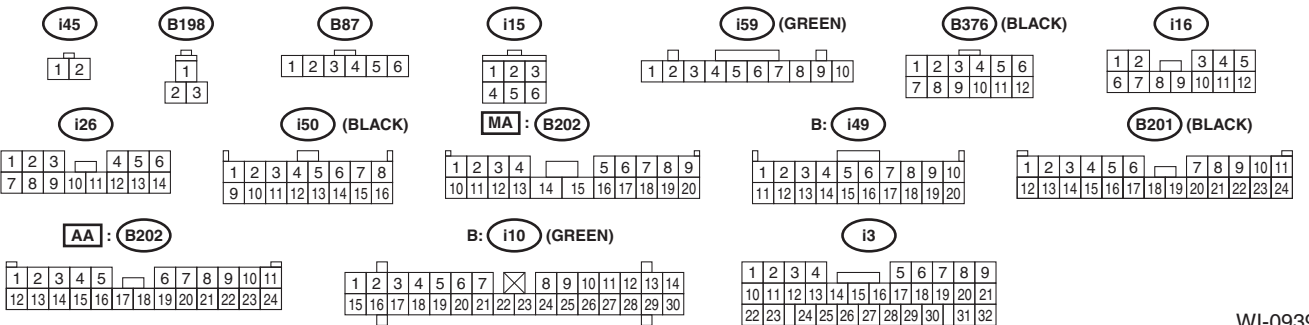 i45 B198 B87 i15 i59 (GREEN) B376 (BLACK) i16
1 2
1
2 3
1 2 3 4 5 6
1 2 3
4 5 6
1 2 3 4 5 6 7 8 9 10
1 2 3 4 5 6
7 8 9 10 11 12
1 2 3 4 5
6 7 8 9 10 11 12
i26 i50 (BLACK) MA : B202 B: i49 B201 (BLACK)
1 2 3 4 5 6
7 8 9 10 11 12 13 14
1 2 3 4 5 6 7 8
9 10 11 12 13 14 15 16
1 2 3 4 5 6 7 8 9
10 11 12 13 14 15 16 17 18 19 20
1 2 3 4 5 6 7 8 9 10
11 12 13 14 15 16 17 18 19 20
1 2 3 4 5 6 7 8 9 10 11
12 13 14 15 16 17 18 19 20 21 22 23 24
AA : B202 B: i10 (GREEN) i3
1 2 3 4 5 6 7 8 9 10 11
12 13 14 15 16 17 18 19 20 21 22 23 24
1 2 3 4 5 6 7 8 9 10 11 12 13 14
15 16 17 18 19 20 21 22 23 24 25 26 27 28 29 30
1 2 3 4 5 6 7 8 9
10 11 12 13 14 15 16 17 18 19 20 21
22 23 24 25 26 27 28 29 30 31 32